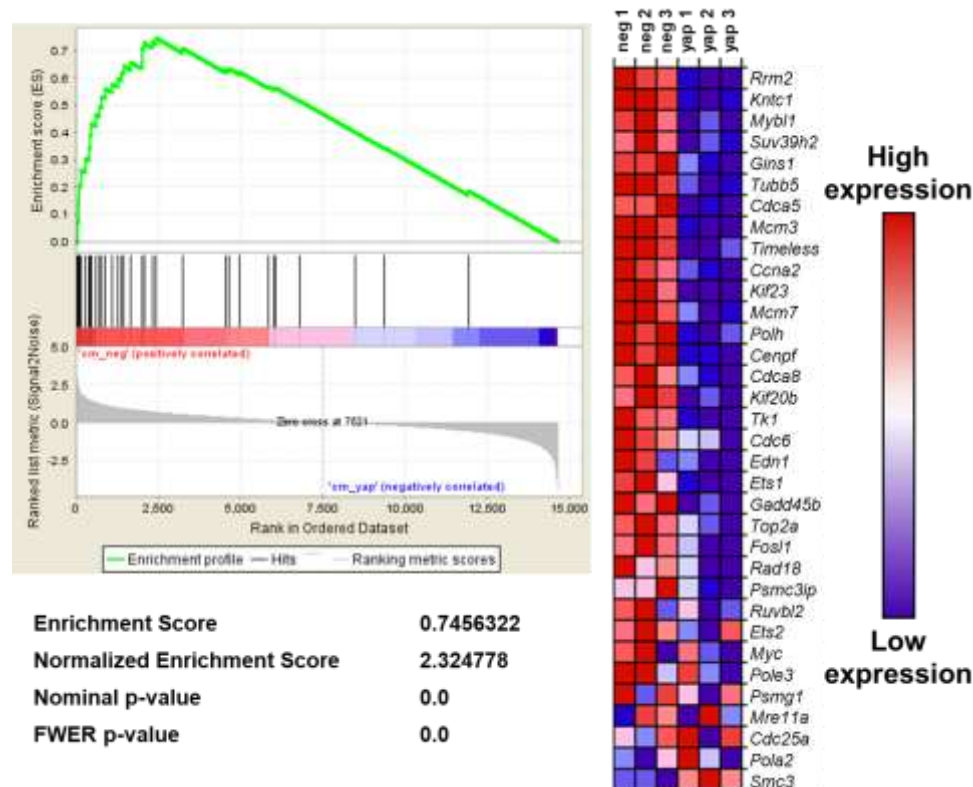 Enrichment score (ES)
0.7
0.6
0.5
0.4
0.3
0.2
0.1
0.0
Ranked list metric (Signal2Noise)
5.0
2.5
0.0
-2.5
'cm_neg' (positively correlated)
Zero cross at 7521
'cm_yap' (negatively correlated)
0
2,500
5,000
7,500
10,000
12,500
15,000
Rank in Ordered Dataset
Enrichment profile
Hits
Ranking metric scores
Enrichment Score 0.7456322
Normalized Enrichment Score 2.324778
Nominal p-value 0.0
FWER p-value 0.0
neg 1
neg 2
neg 3
yap 1
yap 2
yap 3
Rrm2
Kntc1
Mybl1
Suv39h2
Gins1
Tubb5
Cdca5
Mcm3
Timeless
Ccna2
Kif23
Mcm7
Polh
Cenpf
Cdca8
Kif20b
Tk1
Cdc6
Edn1
Ets1
Gadd45b
Top2a
Fosl1
Rad18
Psmc3ip
Ruvbl2
Ets2
Myc
Pole3
Psmg1
Mre11a
Cdc25a
Pola2
Smc3
High
expression
Low
expression